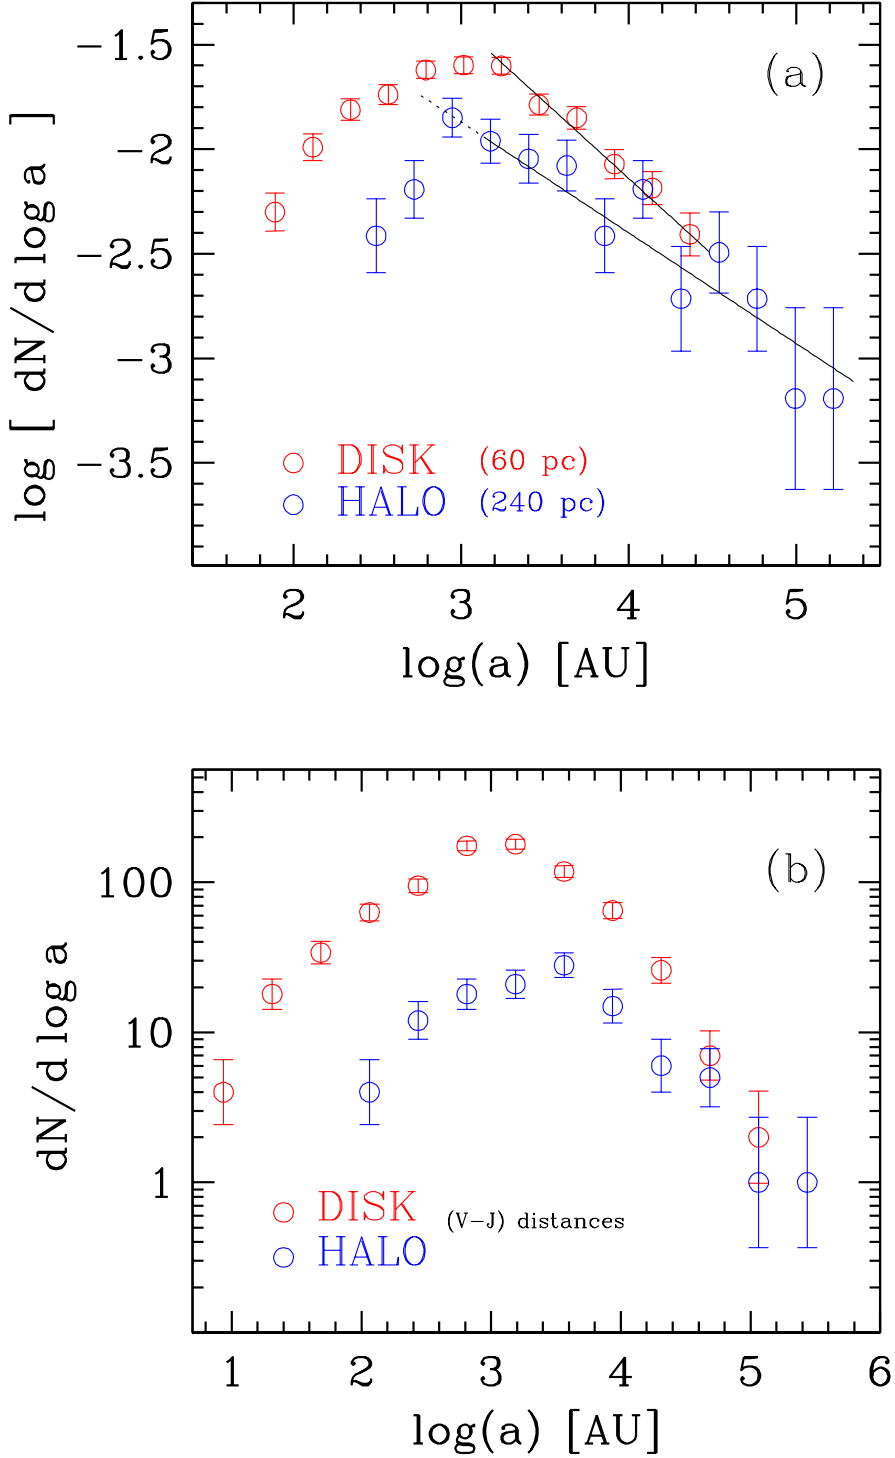 (a)
−1.5
−2
−2.5
−3
−3.5
log [ dN/d log a ]
DISK (60 pc)
HALO (240 pc)
2 3 4 5
log(a) [AU]
(b)
100
10
1
dN/d log a
DISK
(V−J) distances
HALO
1 2 3 4 5 6
log(a) [AU]